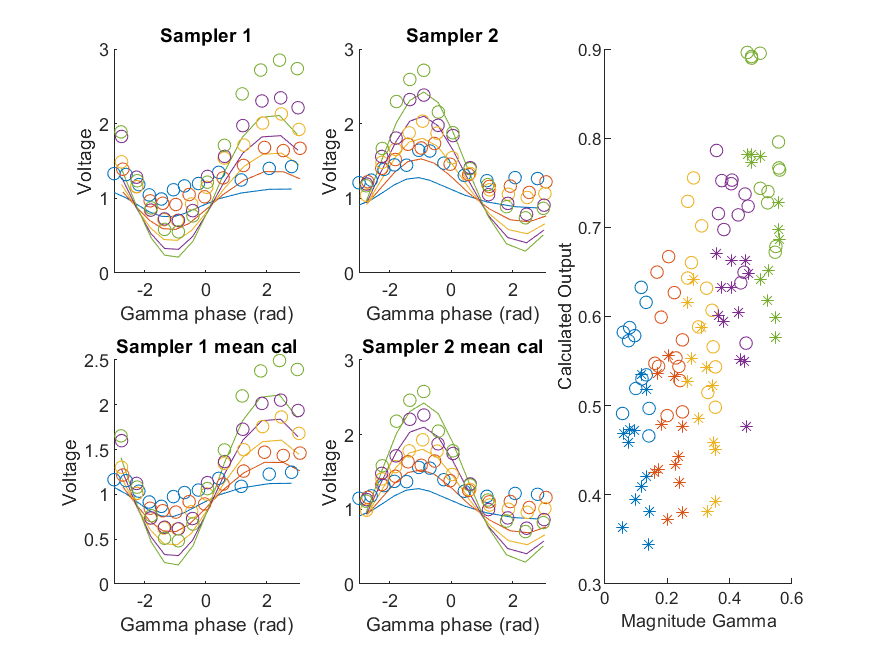 Sampler 1
3
2
1
0
Voltage
-2 0 2
Gamma phase (rad)
Sampler 2
3
2
1
0
Voltage
-2 0 2
Gamma phase (rad)
Sampler 1 mean cal
2.5
2
1.5
1
0.5
0
Voltage
-2 0 2
Gamma phase (rad)
Sampler 2 mean cal
3
2
1
0
Voltage
-2 0 2
Gamma phase (rad)
0.9
0.8
0.7
0.6
0.5
0.4
0.3
Calculated Output
0 0.2 0.4 0.6
Magnitude Gamma